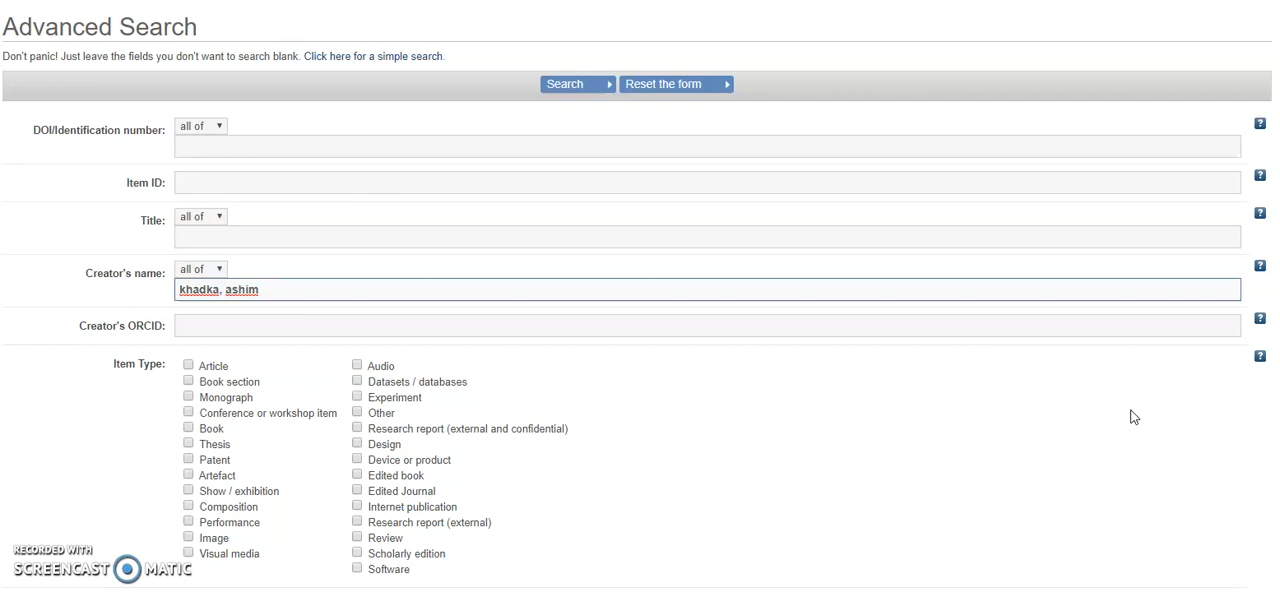 Advanced Search
Don't panic! Just leave the fields you don't want to search blank. Click here for a simple search.
Search Reset the form
DOI/Identification number: all of ?
Item ID: ?
Title: all of ?
Creator's name: all of ?
khadka, ashim
Creator's ORCID: ?
Item Type: ?
Article Audio
Book section Datasets / databases
Monograph Experiment
Conference or workshop item Other
Book Research report (external and confidential)
Thesis Design
Patent Device or product
Artefact Edited book
Show / exhibition Edited Journal
Composition Internet publication
Performance Research report (external)
Image Review
Visual media Scholarly edition
Software
RECORDED WITH
SCREENCAST MATIC